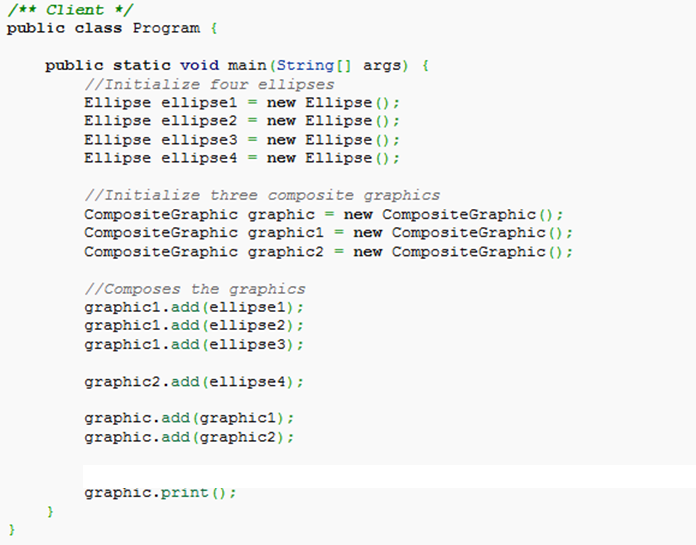 /** Client */
public class Program {
public static void main(String[] args) {
//Initialize four ellipses
Ellipse ellipse1 = new Ellipse();
Ellipse ellipse2 = new Ellipse();
Ellipse ellipse3 = new Ellipse();
Ellipse ellipse4 = new Ellipse();
//Initialize three composite graphics
CompositeGraphic graphic = new CompositeGraphic();
CompositeGraphic graphic1 = new CompositeGraphic();
CompositeGraphic graphic2 = new CompositeGraphic();
//Composes the graphics
graphic1.add(ellipse1);
graphic1.add(ellipse2);
graphic1.add(ellipse3);
graphic2.add(ellipse4);
graphic.add(graphic1);
graphic.add(graphic2);
graphic.print();
}
}